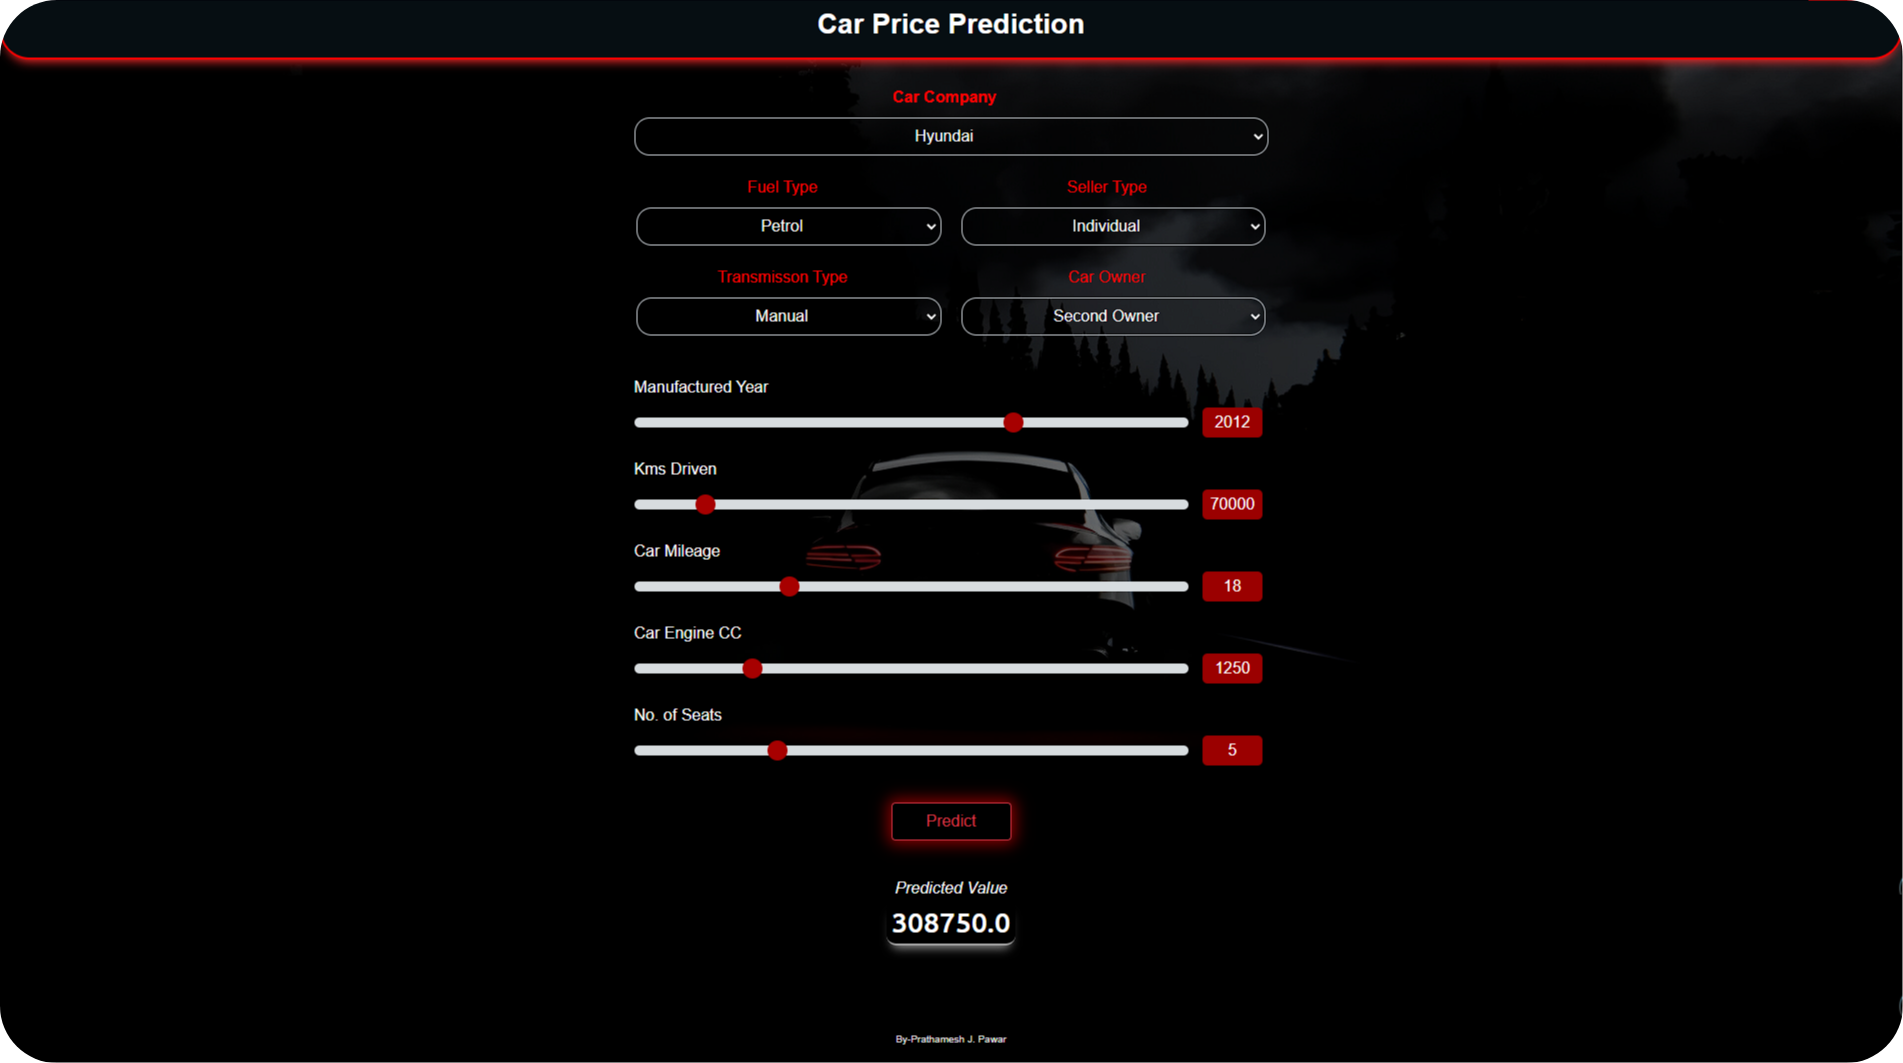 Car Price Prediction
Car Company
Hyundai
Fuel Type Seller Type
Petrol Individual
Transmisson Type Car Owner
Manual Second Owner
Manufactured Year
2012
Kms Driven
70000
Car Mileage
18
Car Engine CC
1250
No. of Seats
5
Predict
Predicted Value
308750.0
By-Prathamesh J. Pawar